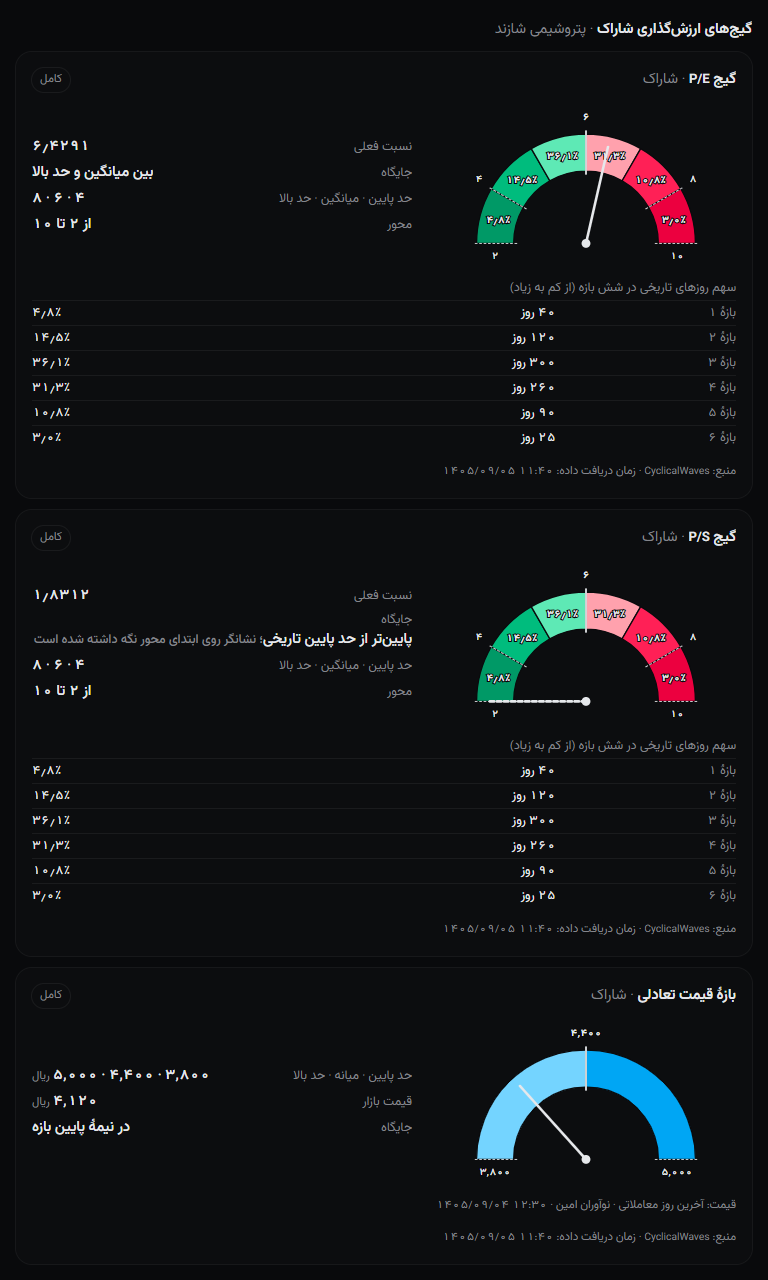 گیج‌های ارزش‌گذاری شاراک · پتروشیمی شازند
گیج P/E · شاراک
کامل
۶
۴
۸
۲
۱۰
۴٫۸٪
۱۴٫۵٪
۳۶٫۱٪
۳۱٫۳٪
۱۰٫۸٪
۳٫۰٪
نسبت فعلی ۶٫۴۲۹۱
جایگاه بین میانگین و حد بالا
حد پایین · میانگین · حد بالا ۴ · ۶ · ۸
محور از ۲ تا ۱۰
سهم روزهای تاریخی در شش بازه (از کم به زیاد)
بازهٔ ۱ ۴۰ روز ۴٫۸٪
بازهٔ ۲ ۱۲۰ روز ۱۴٫۵٪
بازهٔ ۳ ۳۰۰ روز ۳۶٫۱٪
بازهٔ ۴ ۲۶۰ روز ۳۱٫۳٪
بازهٔ ۵ ۹۰ روز ۱۰٫۸٪
بازهٔ ۶ ۲۵ روز ۳٫۰٪
منبع: CyclicalWaves · زمان دریافت داده: ۱۴۰۵/۰۹/۰۵ ۱۱:۴۰
گیج P/S · شاراک
کامل
۶
۴
۸
۲
۱۰
۴٫۸٪
۱۴٫۵٪
۳۶٫۱٪
۳۱٫۳٪
۱۰٫۸٪
۳٫۰٪
نسبت فعلی ۱٫۸۳۱۲
جایگاه
پایین‌تر از حد پایین تاریخی؛ نشانگر روی ابتدای محور نگه داشته شده است
حد پایین · میانگین · حد بالا ۴ · ۶ · ۸
محور از ۲ تا ۱۰
سهم روزهای تاریخی در شش بازه (از کم به زیاد)
بازهٔ ۱ ۴۰ روز ۴٫۸٪
بازهٔ ۲ ۱۲۰ روز ۱۴٫۵٪
بازهٔ ۳ ۳۰۰ روز ۳۶٫۱٪
بازهٔ ۴ ۲۶۰ روز ۳۱٫۳٪
بازهٔ ۵ ۹۰ روز ۱۰٫۸٪
بازهٔ ۶ ۲۵ روز ۳٫۰٪
منبع: CyclicalWaves · زمان دریافت داده: ۱۴۰۵/۰۹/۰۵ ۱۱:۴۰
بازهٔ قیمت تعادلی · شاراک
کامل
۴,۴۰۰
۳,۸۰۰
۵,۰۰۰
حد پایین · میانه · حد بالا ۳,۸۰۰ · ۴,۴۰۰ · ۵,۰۰۰ ریال
قیمت بازار ۴,۱۲۰ ریال
جایگاه در نیمهٔ پایین بازه
قیمت: آخرین روز معاملاتی · نوآوران امین · ۱۴۰۵/۰۹/۰۴ ۱۲:۳۰
منبع: CyclicalWaves · زمان دریافت داده: ۱۴۰۵/۰۹/۰۵ ۱۱:۴۰